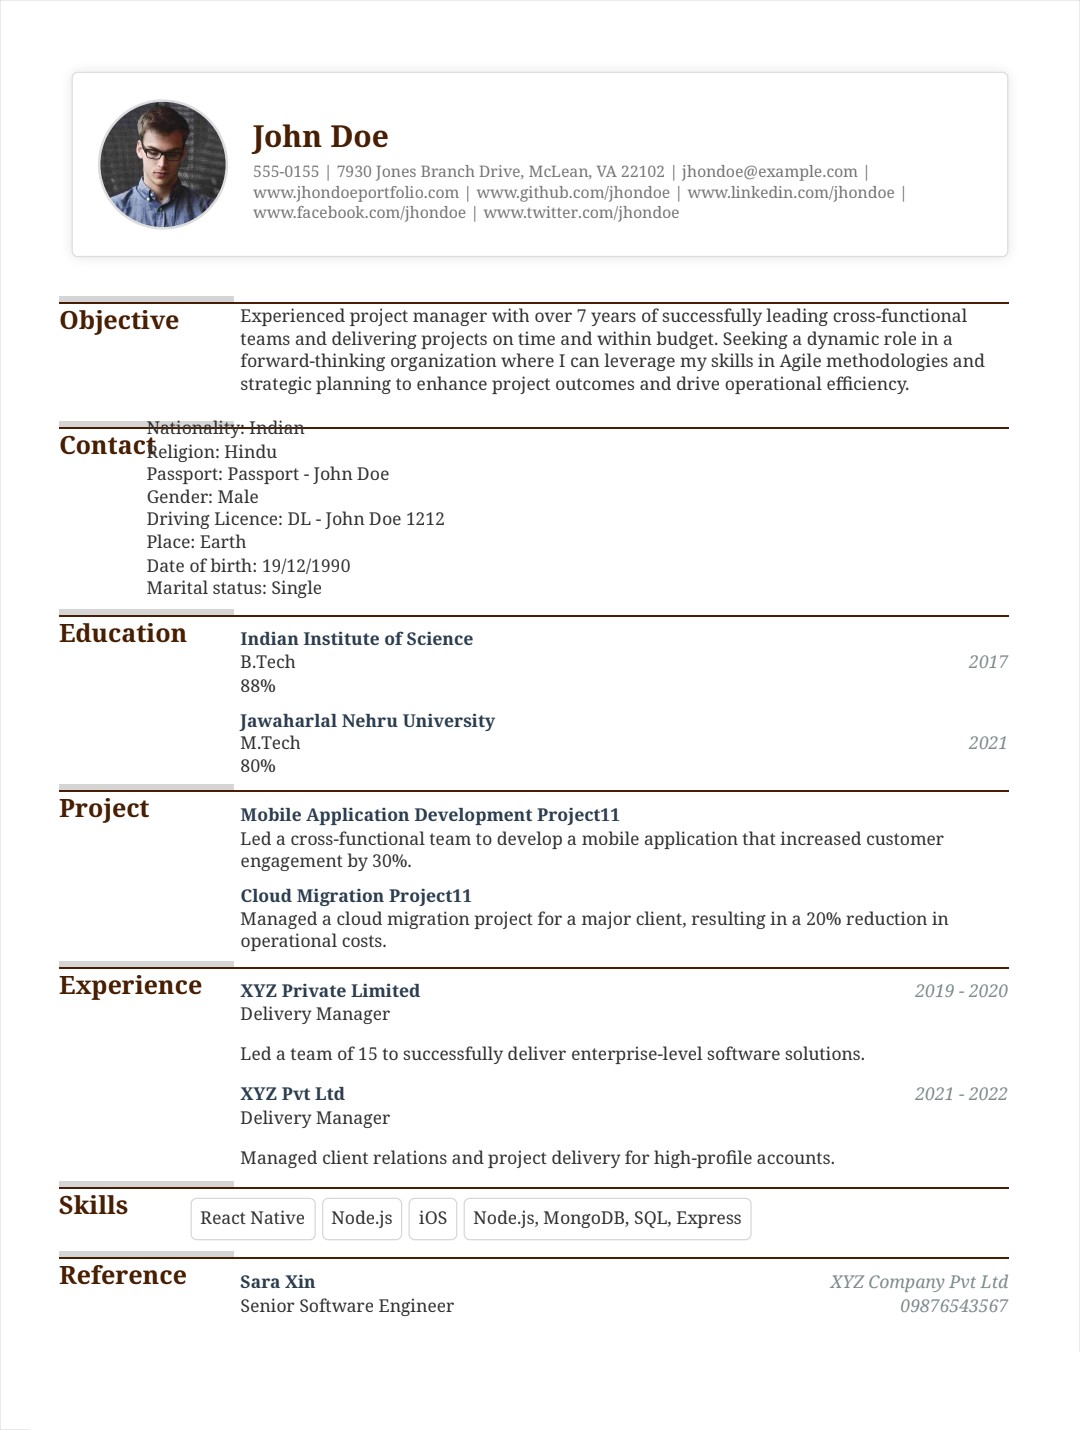 John Doe
555-0155 | 7930 Jones Branch Drive, McLean, VA 22102 | jhondoe@example.com |
www.jhondoeportfolio.com | www.github.com/jhondoe | www.linkedin.com/jhondoe |
www.facebook.com/jhondoe | www.twitter.com/jhondoe
Objective
Experienced project manager with over 7 years of successfully leading cross-functional
teams and delivering projects on time and within budget. Seeking a dynamic role in a
forward-thinking organization where I can leverage my skills in Agile methodologies and
strategic planning to enhance project outcomes and drive operational efficiency.
Contact
Nationality: Indian
Religion: Hindu
Passport: Passport - John Doe
Gender: Male
Driving Licence: DL - John Doe 1212
Place: Earth
Date of birth: 19/12/1990
Marital status: Single
Education
Indian Institute of Science
B.Tech 2017
88%
Jawaharlal Nehru University
M.Tech 2021
80%
Project
Mobile Application Development Project11
Led a cross-functional team to develop a mobile application that increased customer
engagement by 30%.
Cloud Migration Project11
Managed a cloud migration project for a major client, resulting in a 20% reduction in
operational costs.
Experience
XYZ Private Limited 2019 - 2020
Delivery Manager
Led a team of 15 to successfully deliver enterprise-level software solutions.
XYZ Pvt Ltd 2021 - 2022
Delivery Manager
Managed client relations and project delivery for high-profile accounts.
Skills
React Native Node.js iOS Node.js, MongoDB, SQL, Express
Reference
Sara Xin XYZ Company Pvt Ltd
Senior Software Engineer 09876543567